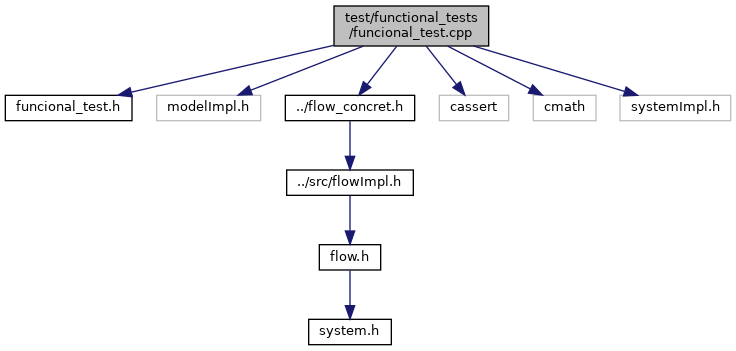 test/functional_tests
/funcional_test.cpp
funcional_test.h
modelImpl.h
../flow_concret.h
cassert
cmath
systemImpl.h
../src/flowImpl.h
flow.h
system.h